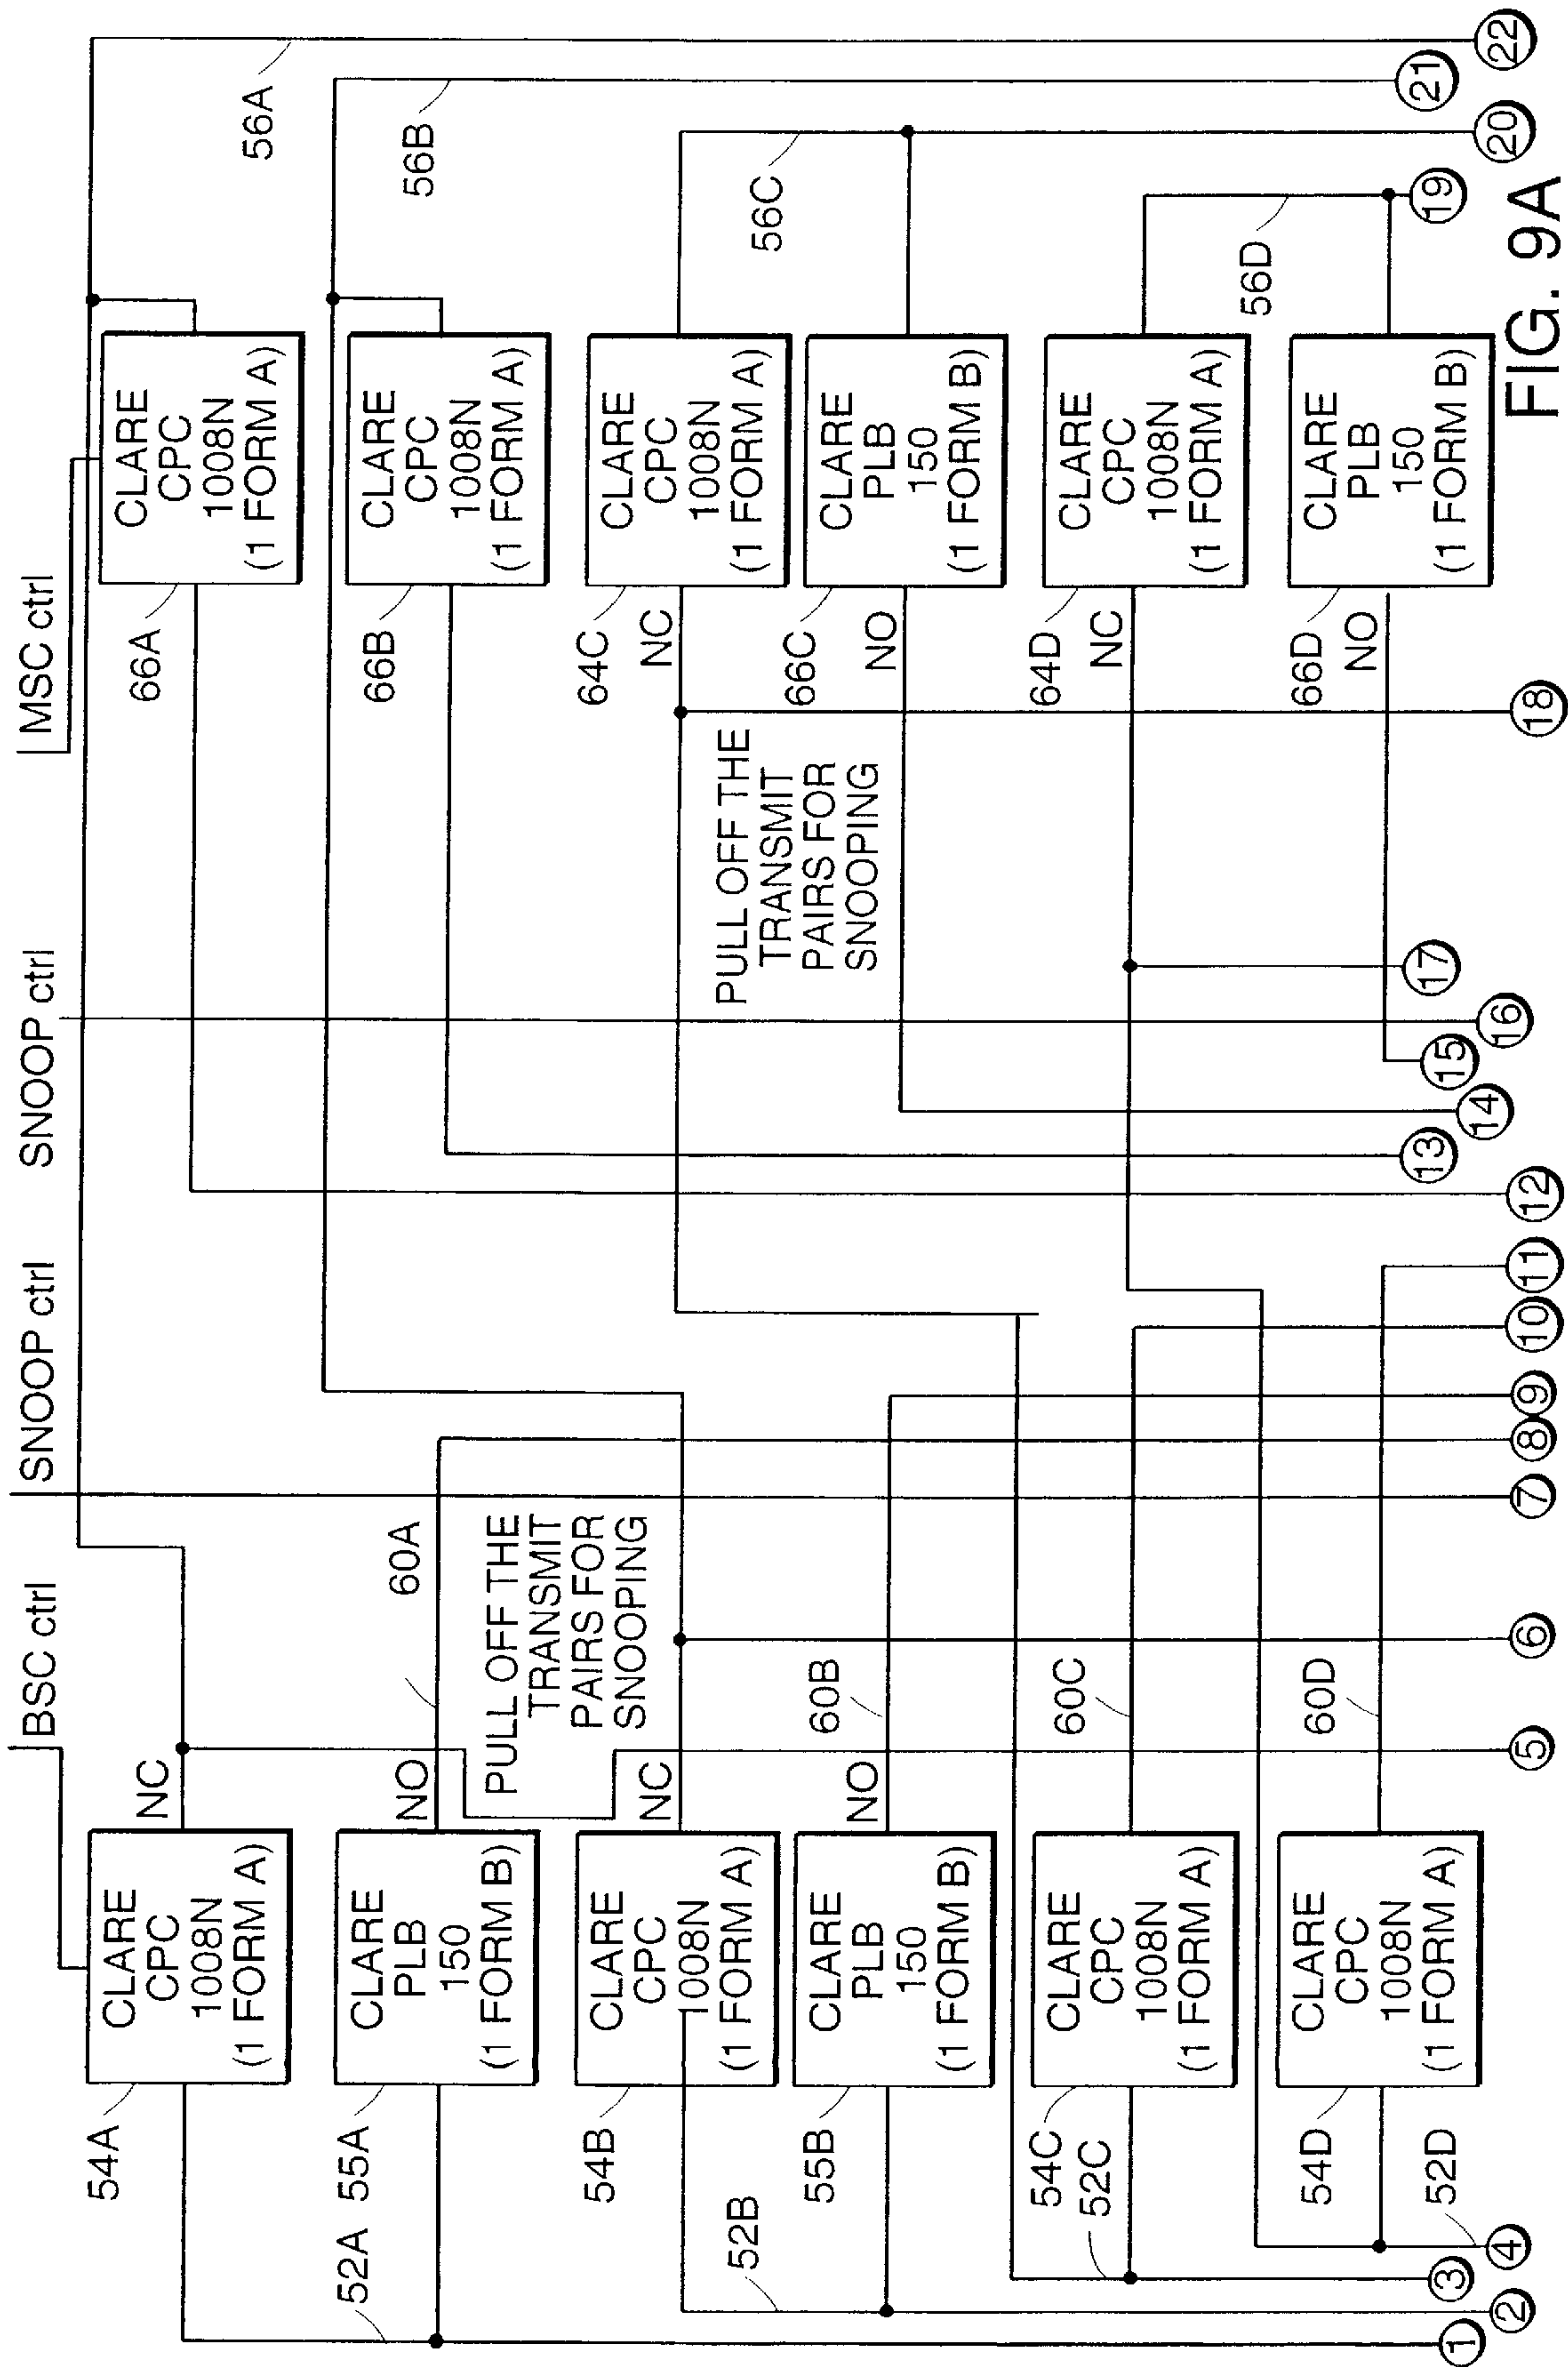 BSC ctrl
SNOOP ctrl
SNOOP ctrl
MSC ctrl
54A
CLARE
CPC
1008N
(1 FORM A)
NC
52A
55A
CLARE
PLB
150
(1 FORM B)
NO
60A
PULL OFF THE
TRANSMIT
PAIRS FOR
SNOOPING
54B
CLARE
CPC
1008N
(1 FORM A)
NC
52B
55B
CLARE
PLB
150
(1 FORM B)
NO
60B
54C
52C
CLARE
CPC
1008N
(1 FORM A)
60C
54D
52D
CLARE
CPC
1008N
(1 FORM A)
60D
66A
CLARE
CPC
1008N
(1 FORM A)
56A
66B
CLARE
CPC
1008N
(1 FORM A)
56B
64C
NC
CLARE
CPC
1008N
(1 FORM A)
56C
PULL OFF THE
TRANSMIT
PAIRS FOR
SNOOPING
66C
NO
CLARE
PLB
150
(1 FORM B)
64D
NC
CLARE
CPC
1008N
(1 FORM A)
56D
66D
NO
CLARE
PLB
150
(1 FORM B)
1
2
3
4
5
6
7
8
9
10
11
12
13
14
15
16
17
18
19
20
21
22
FIG. 9A